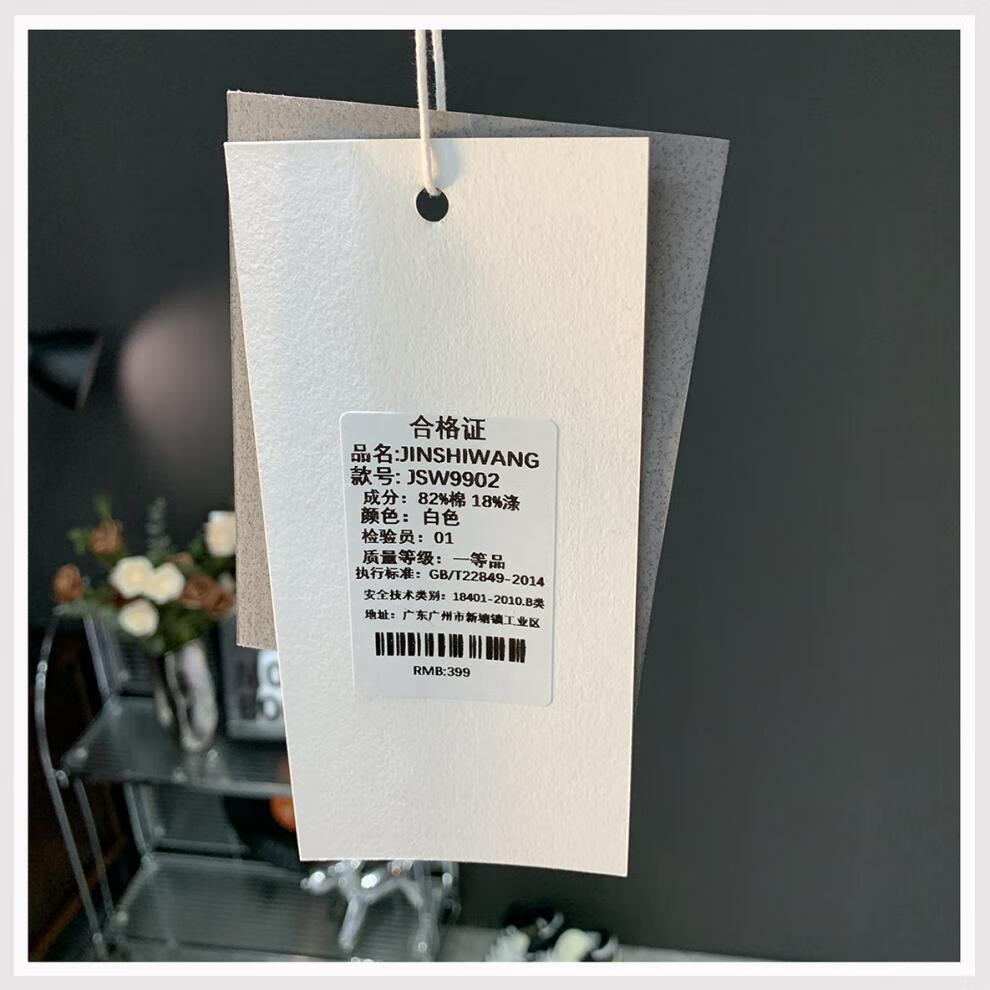 合格证
品名:JINSHIWANG
款号: JSW9902
成分: 82%棉 18%涤
颜色: 白色
检验员: 01
质量等级: 一等品
执行标准: GB/T22849-2014
安全技术类别: 18401-2010.B类
地址: 广东广州市新塘镇工业区
RMB:399